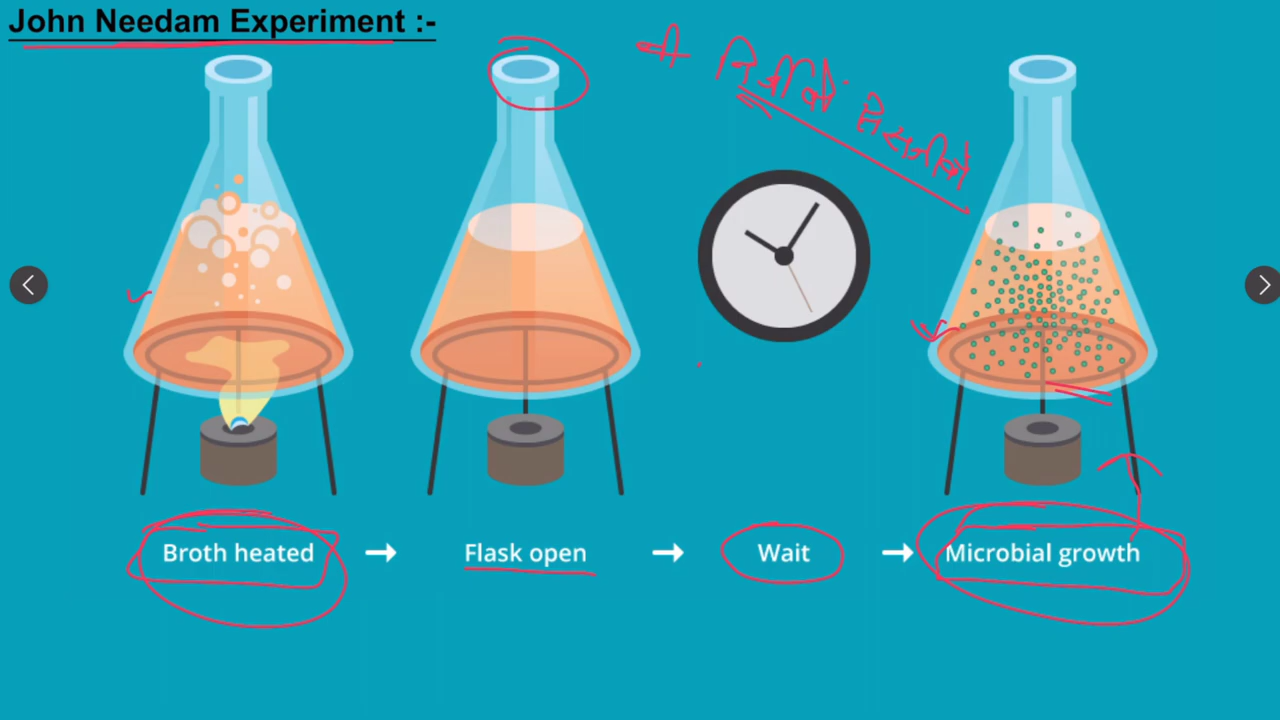 John Needam Experiment :-
Broth heated → Flask open → Wait → Microbial growth